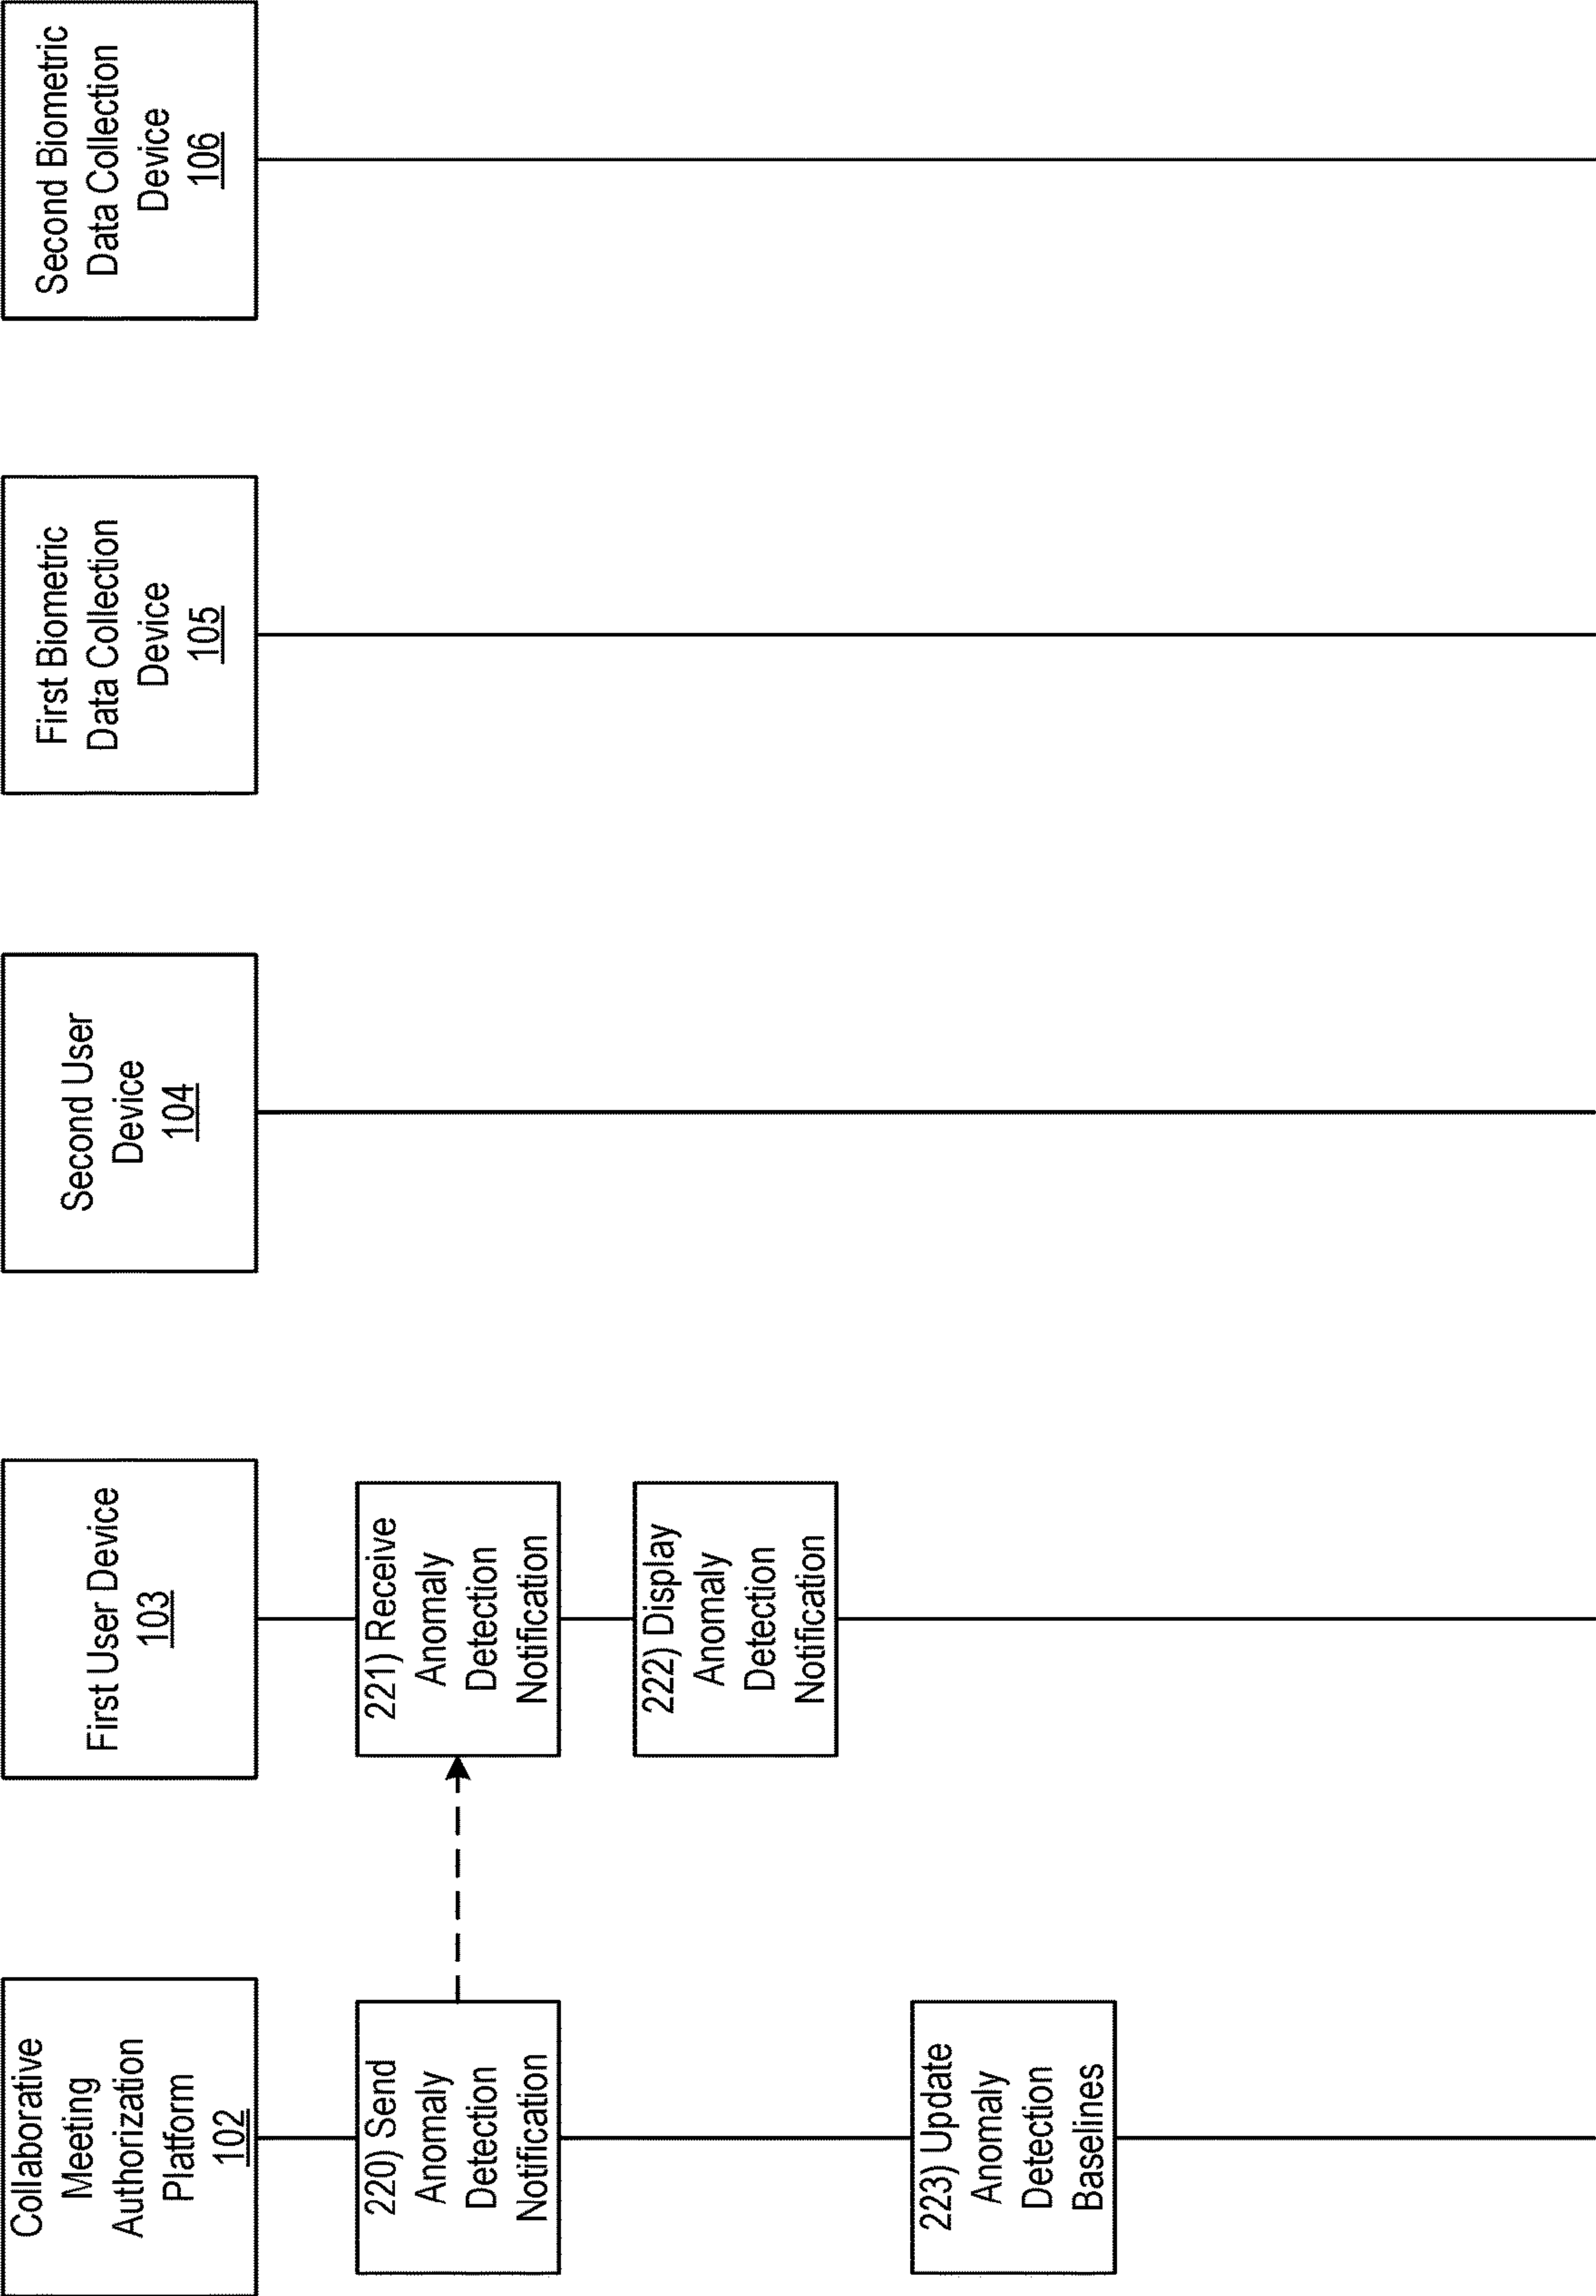 Collaborative
Meeting
Authorization
Platform
102
First User Device
103
Second User
Device
104
First Biometric
Data Collection
Device
105
Second Biometric
Data Collection
Device
106
220) Send
Anomaly
Detection
Notification
221) Receive
Anomaly
Detection
Notification
222) Display
Anomaly
Detection
Notification
223) Update
Anomaly
Detection
Baselines